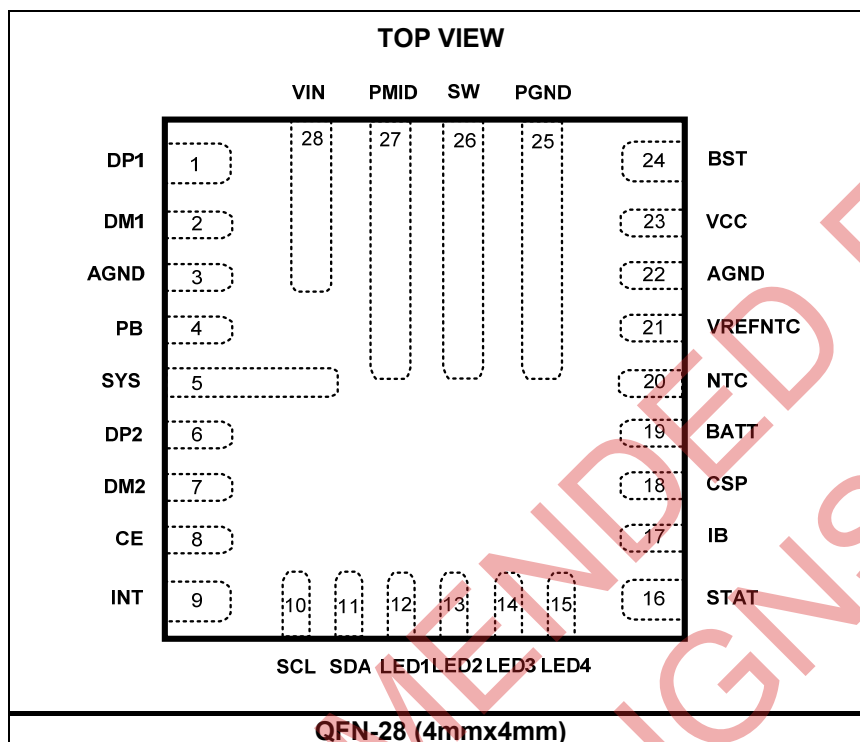 TOP VIEW
VIN PMID SW PGND
28 27 26 25
DP1 1 24 BST
DM1 2 23 VCC
AGND 3 22 AGND
PB 4 21 VREFNTC
SYS 5 20 NTC
DP2 6 19 BATT
DM2 7 18 CSP
CE 8 17 IB
INT 9 16 STAT
10 11 12 13 14 15
SCL SDA LED1 LED2 LED3 LED4
QFN-28 (4mmx4mm)